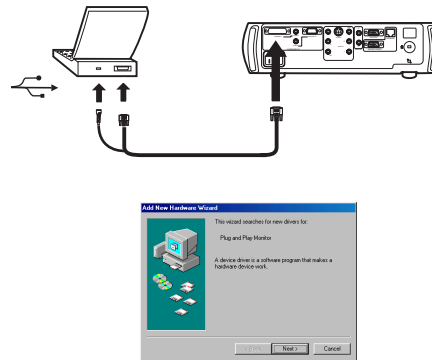 Add New Hardware Wizard
This wizard searches for new drivers for:
Plug and Play Monitor
A device driver is a software program that makes a
hardware device work.
Next >
Cancel